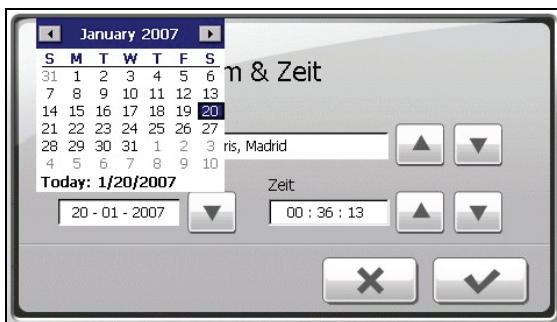 January 2007
S M T W T F S
31 1 2 3 4 5 6
7 8 9 10 11 12 13
14 15 16 17 18 19 20
21 22 23 24 25 26 27
28 29 30 31 1 2 3
4 5 6 7 8 9 10
Today: 1/20/2007
& Zeit
Madrid
20 - 01 - 2007
Zeit
00 : 36 : 13